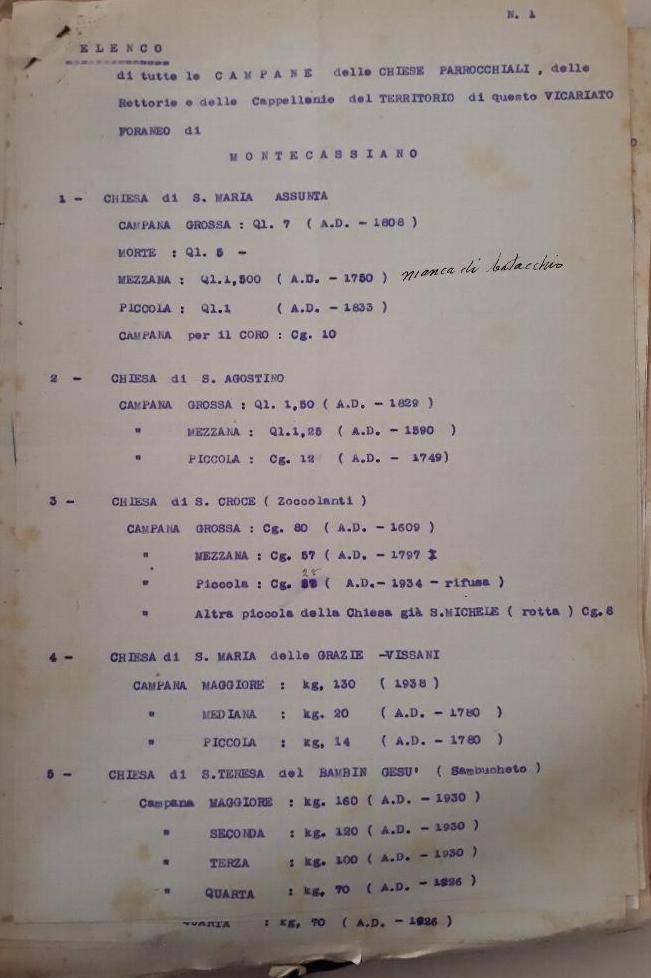 N. 1
ELENCO
di tutte le CAMPANE delle CHIESE PARROCCHIALI , delle
Rettorie e delle Cappellanie del TERRITORIO di questo VICARIATO
FORANEO di
MONTECASSIANO
1 - CHIESA di S. MARIA ASSUNTA
CAMPANA GROSSA : Ql. 7 ( A.D. - 1808 )
MORTE : Ql. 5 -
MEZZANA : Ql.1,500 ( A.D. - 1750 ) manca di batacchio
PICCOLA : Ql.1 ( A.D. - 1833 )
CAMPANA per il CORO : Cg. 10
2 - CHIESA di S. AGOSTINO
CAMPANA GROSSA : Ql. 1,50 ( A.D. - 1829 )
" MEZZANA : Ql.1,25 ( A.D. - 1590 )
" PICCOLA : Cg. 12 ( A.D. - 1749)
3 - CHIESA di S. CROCE ( Zoccolanti )
CAMPANA GROSSA : Cg. 80 ( A.D. - 1609 )
" MEZZANA : Cg. 57 ( A.D. - 1797 )
" Piccola : Cg. 25 ( A.D.- 1934 - rifusa )
" Altra piccola della Chiesa già S.MICHELE ( rotta ) Cg.8
4 - CHIESA di S. MARIA delle GRAZIE -VISSANI
CAMPANA MAGGIORE : kg, 130 ( 1938 )
" MEDIANA : kg. 20 ( A.D. - 1780 )
" PICCOLA : kg, 14 ( A.D. - 1780 )
5 - CHIESA di S.TERESA del BAMBIN GESU' ( Sambucheto )
Campana MAGGIORE : kg. 160 ( A.D. - 1930 )
" SECONDA : kg. 120 ( A.D. - 1930 )
" TERZA : kg. 100 ( A.D. - 1930 )
" QUARTA : kg, 70 ( A.D. - 1926 )
QUARTA : kg, 70 ( A.D. - 1926 )